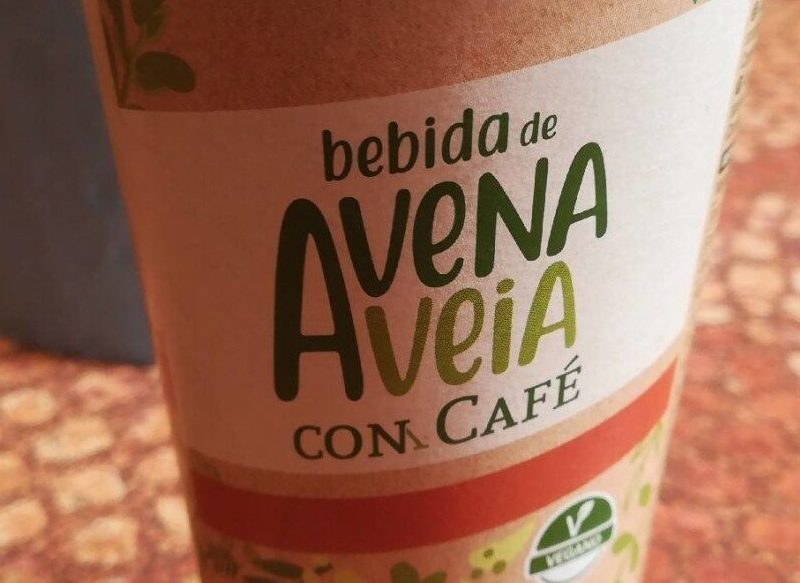 bebida de
AVENA
AVEIA
CON CAFÉ
V
VEGANO